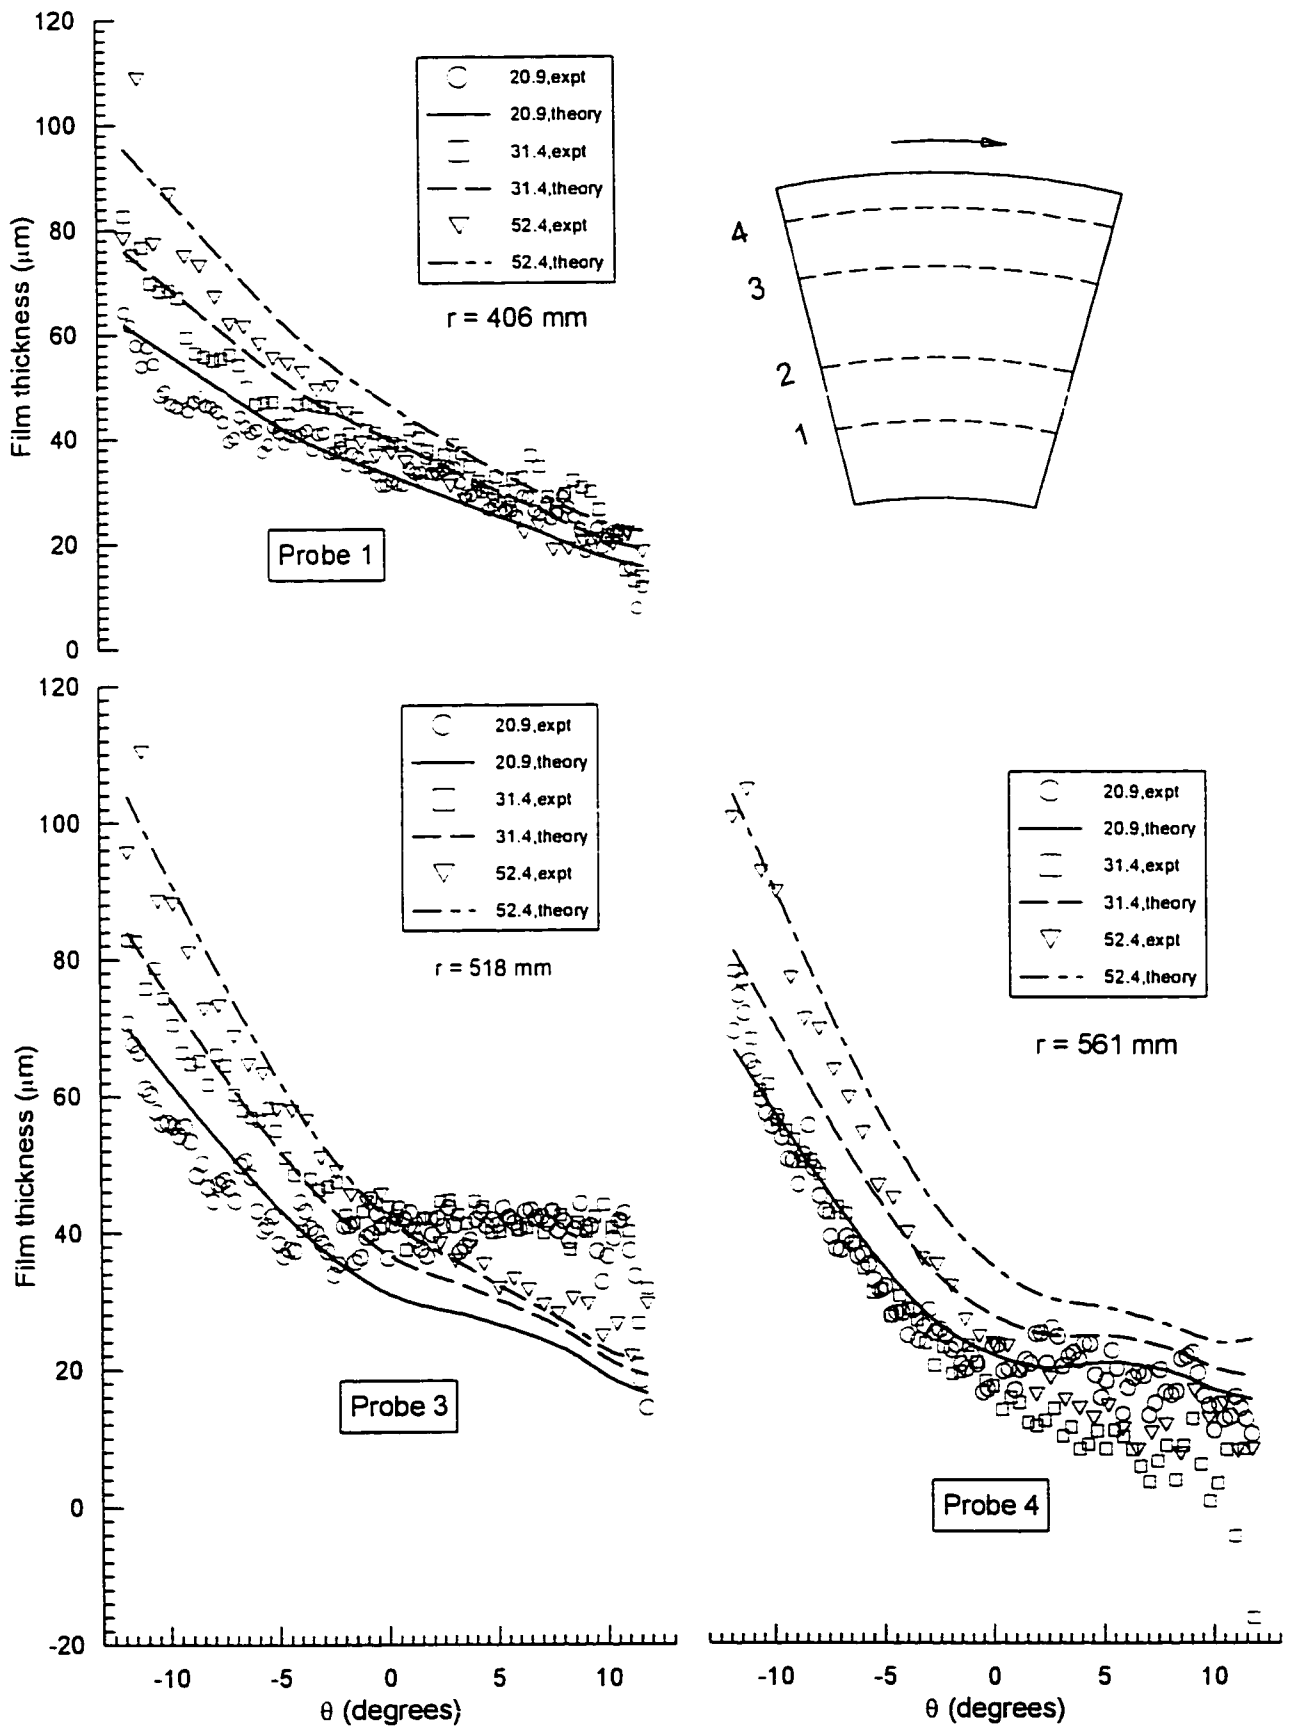 120
100
80
60
40
20
0
Film thickness (μm)
20.9,expt
20.9,theory
31.4,expt
31.4,theory
52.4,expt
52.4,theory
r = 406 mm
Probe 1
4
3
2
1
120
100
80
60
40
20
0
-20
Film thickness (μm)
20.9,expt
20.9,theory
31.4,expt
31.4,theory
52.4,expt
52.4,theory
r = 518 mm
Probe 3
-10 -5 0 5 10
θ (degrees)
20.9,expt
20.9,theory
31.4,expt
31.4,theory
52.4,expt
52.4,theory
r = 561 mm
Probe 4
-10 -5 0 5 10
θ (degrees)